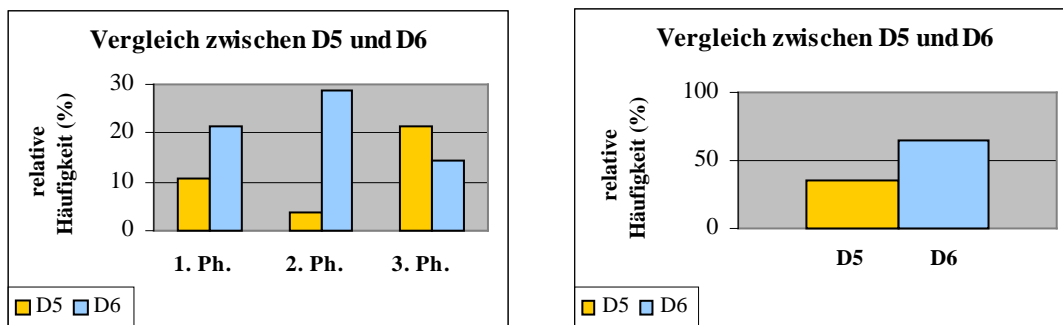 Vergleich zwischen D5 und D6
relative
Häufigkeit (%)
30
20
10
0
1. Ph.
2. Ph.
3. Ph.
D5
D6
Vergleich zwischen D5 und D6
relative
Häufigkeit (%)
100
50
0
D5
D6
D5
D6